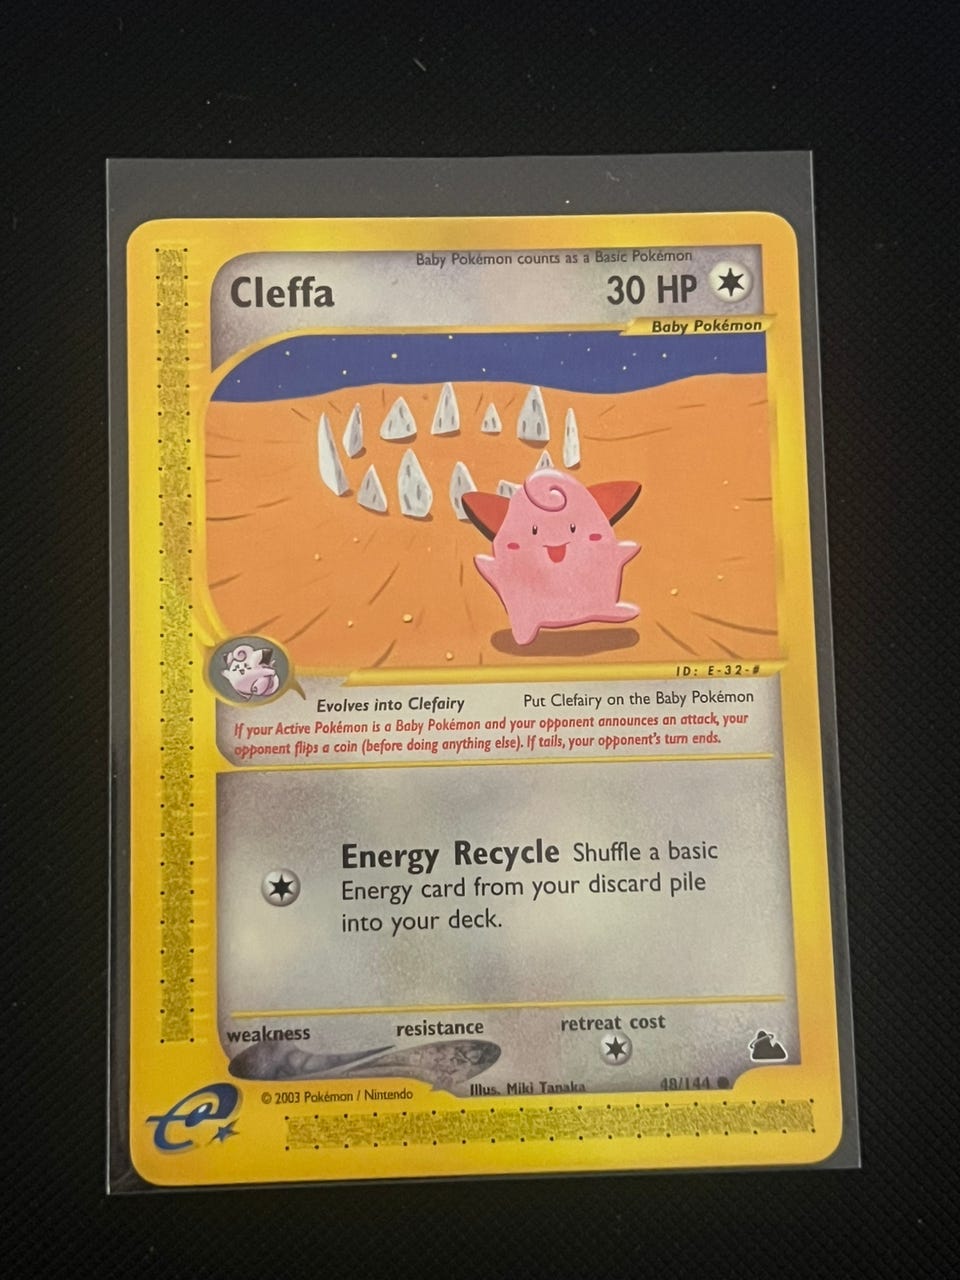 Baby Pokémon counts as a Basic Pokémon
Cleffa 30 HP
Baby Pokémon
ID: E-32-#
Evolves into Clefairy Put Clefairy on the Baby Pokémon
If your Active Pokémon is a Baby Pokémon and your opponent announces an attack, your
opponent flips a coin (before doing anything else). If tails, your opponent's turn ends.
Energy Recycle Shuffle a basic
Energy card from your discard pile
into your deck.
weakness resistance retreat cost
Illus. Miki Tanaka 48/144
© 2003 Pokémon / Nintendo
e